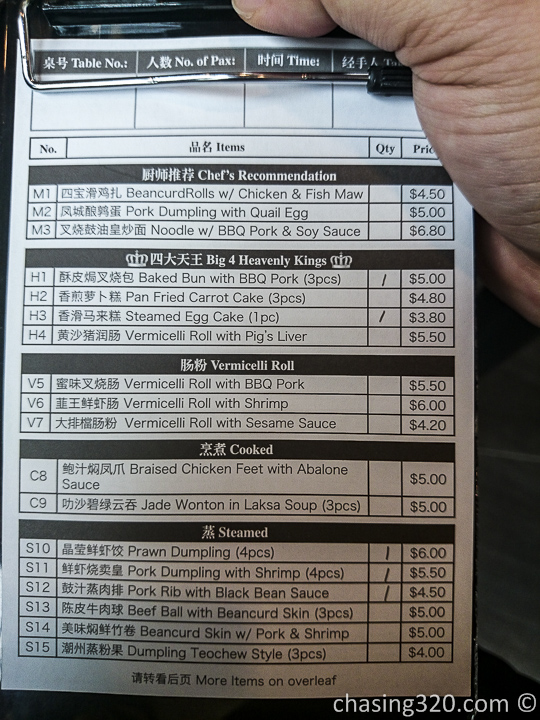 桌号 Table No.: 人数 No. of Pax: 时间 Time: 经手人
No. 品名 Items Qty
厨师推荐 Chef's Recommendation
M1 四宝滑鸡扎 BeancurdRolls w/ Chicken & Fish Maw $4.50
M2 凤城酿鹑蛋 Pork Dumpling with Quail Egg $5.00
M3 叉烧鼓油皇炒面 Noodle w/ BBQ Pork & Soy Sauce $6.80
四大天王 Big 4 Heavenly Kings
H1 酥皮焗叉烧包 Baked Bun with BBQ Pork (3pcs) / $5.00
H2 香煎萝卜糕 Pan Fried Carrot Cake (3pcs) $4.80
H3 香滑马来糕 Steamed Egg Cake (1pc) / $3.80
H4 黄沙猪润肠 Vermicelli Roll with Pig's Liver $5.50
肠粉 Vermicelli Roll
V5 蜜味叉烧肠 Vermicelli Roll with BBQ Pork $5.50
V6 韮王鲜虾肠 Vermicelli Roll with Shrimp $6.00
V7 大排檔肠粉 Vermicelli Roll with Sesame Sauce $4.20
烹煮 Cooked
C8 鲍汁焖凤爪 Braised Chicken Feet with Abalone
Sauce $5.00
C9 叻沙碧绿云吞 Jade Wonton in Laksa Soup (3pcs) $5.00
蒸 Steamed
S10 晶莹鲜虾饺 Prawn Dumpling (4pcs) / $6.00
S11 鲜虾烧卖皇 Pork Dumpling with Shrimp (4pcs) / $5.50
S12 鼓汁蒸肉排 Pork Rib with Black Bean Sauce / $4.50
S13 陈皮牛肉球 Beef Ball with Beancurd Skin (3pcs) $5.00
S14 美味焖鲜竹卷 Beancurd Skin w/ Pork & Shrimp $5.00
S15 潮州蒸粉果 Dumpling Teochew Style (3pcs) $4.00
请转看后页 More Items on overleaf
chasing320.com ©